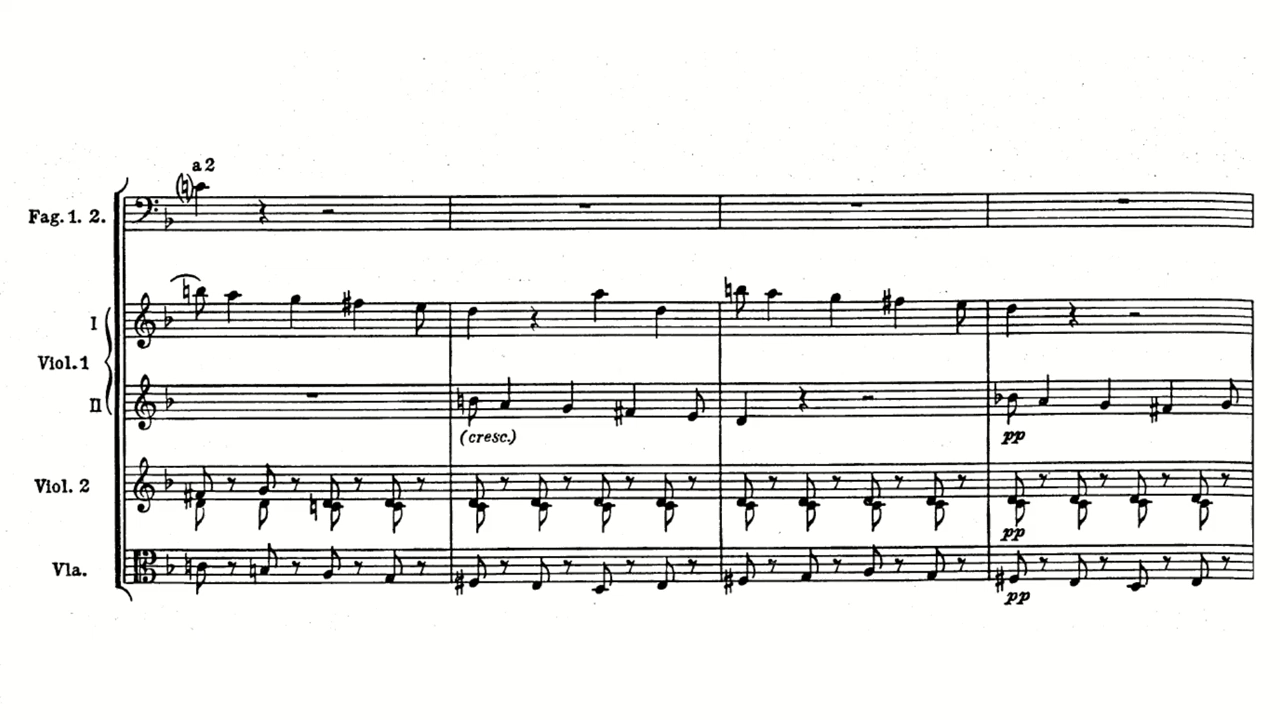 a 2
Fag. 1. 2.
I
Viol. 1
II
(cresc.)
pp
Viol. 2
pp
Vla.
pp